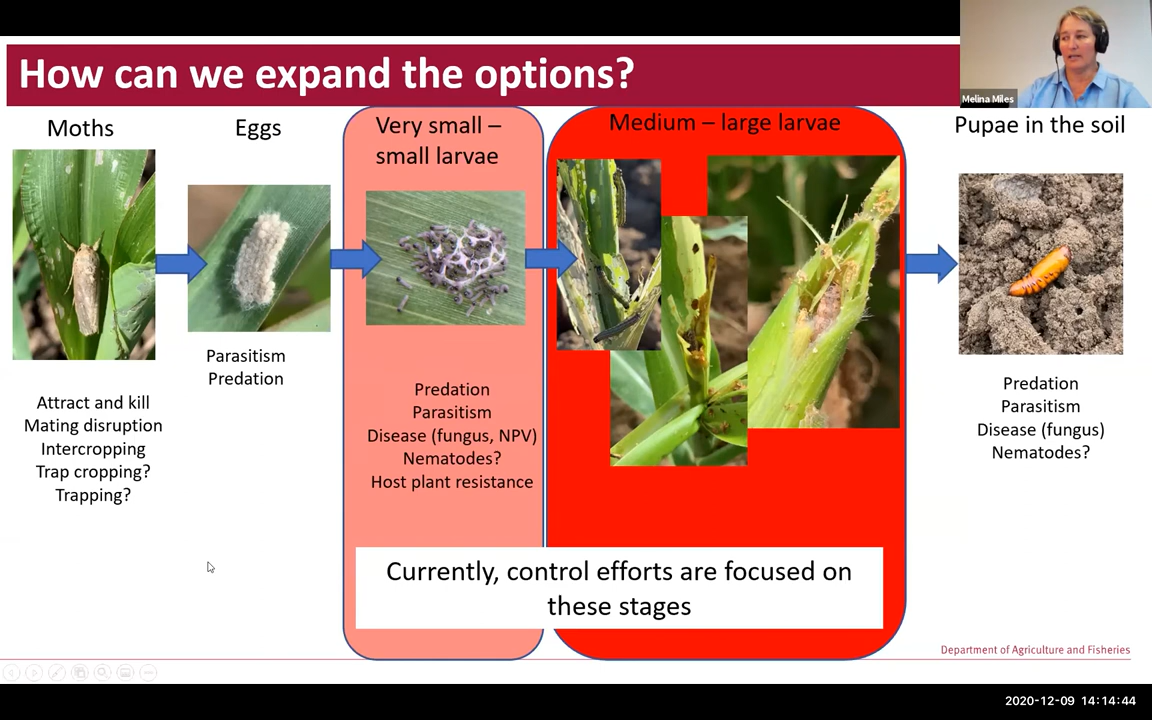 How can we expand the options?
Melina Miles
Moths
Eggs
Very small –
small larvae
Medium – large larvae
Pupae in the soil
Attract and kill
Mating disruption
Intercropping
Trap cropping?
Trapping?
Parasitism
Predation
Predation
Parasitism
Disease (fungus, NPV)
Nematodes?
Host plant resistance
Predation
Parasitism
Disease (fungus)
Nematodes?
Currently, control efforts are focused on
these stages
Department of Agriculture and Fisheries
2020-12-09 14:14:44